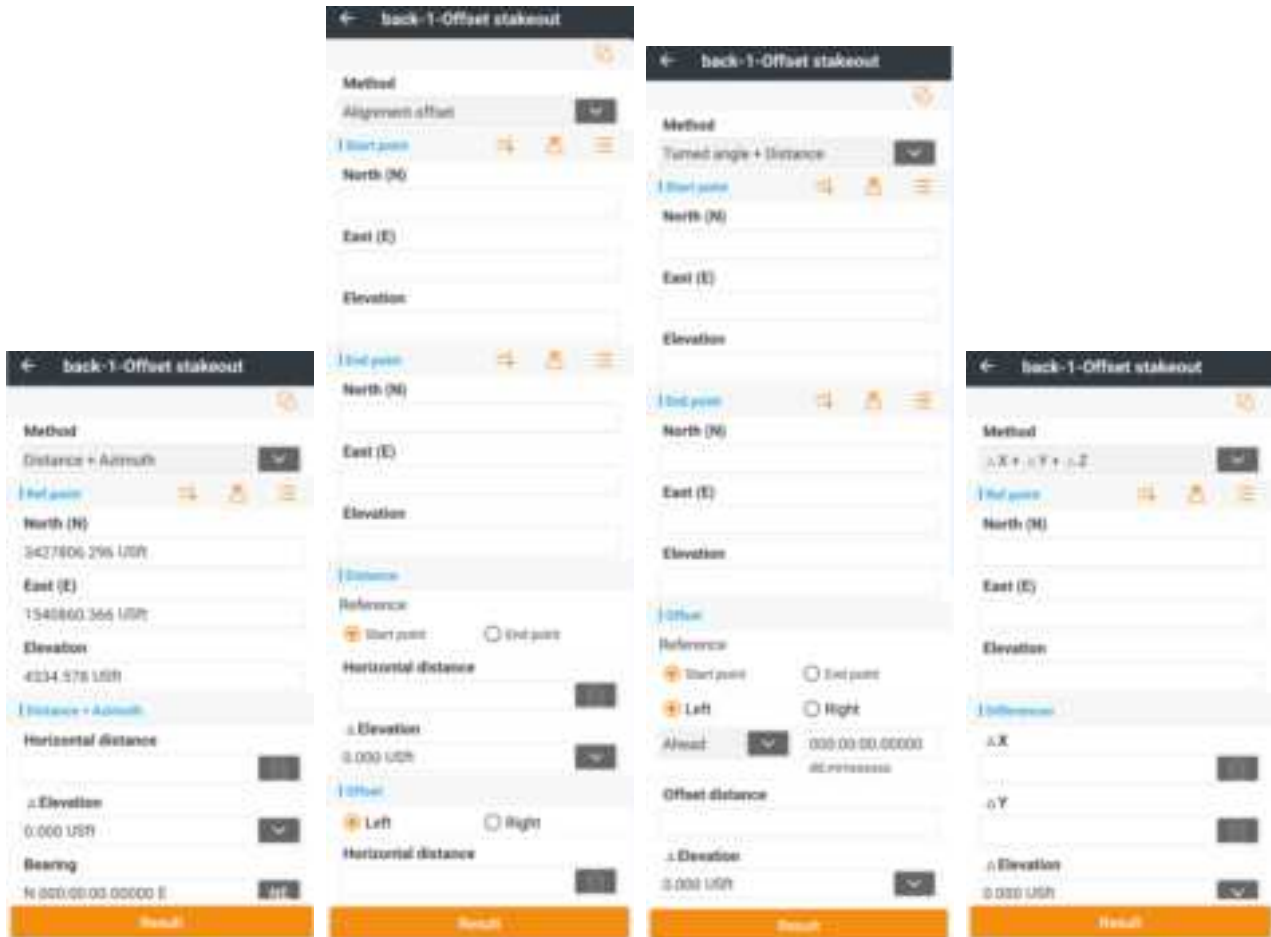 back-1-Offset stakeout
Method
Distance + Azimuth
Ref point
North (N)
3427806.296 USft
East (E)
1540860.366 USft
Elevation
4334.578 USft
Distance + Azimuth
Horizontal distance
△ Elevation
0.000 USft
Bearing
N 000:00:00.00000 E
Result
back-1-Offset stakeout
Method
Alignment offset
Start point
North (N)
East (E)
Elevation
End point
North (N)
East (E)
Elevation
Distance
Reference
Start point
End point
Horizontal distance
△ Elevation
0.000 USft
Offset
Left
Right
Horizontal distance
Result
back-1-Offset stakeout
Method
Turned angle + Distance
Start point
North (N)
East (E)
Elevation
End point
North (N)
East (E)
Elevation
Offset
Reference
Start point
End point
Left
Right
Ahead
000:00:00.00000
Offset distance
△ Elevation
0.000 USft
Result
back-1-Offset stakeout
Method
△X + △Y + △Z
Ref point
North (N)
East (E)
Elevation
Differences
△X
△Y
△ Elevation
0.000 USft
Result